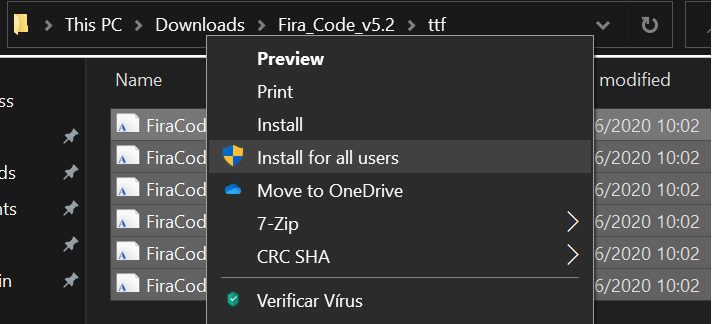 This PC > Downloads > Fira_Code_v5.2 > ttf
Name
modified
ss
ds
nts
in
FiraCod
6/2020 10:02
FiraCod
6/2020 10:02
FiraCod
6/2020 10:02
FiraCod
6/2020 10:02
FiraCod
6/2020 10:02
FiraCod
6/2020 10:02
Preview
Print
Install
Install for all users
Move to OneDrive
7-Zip
CRC SHA
Verificar Vírus